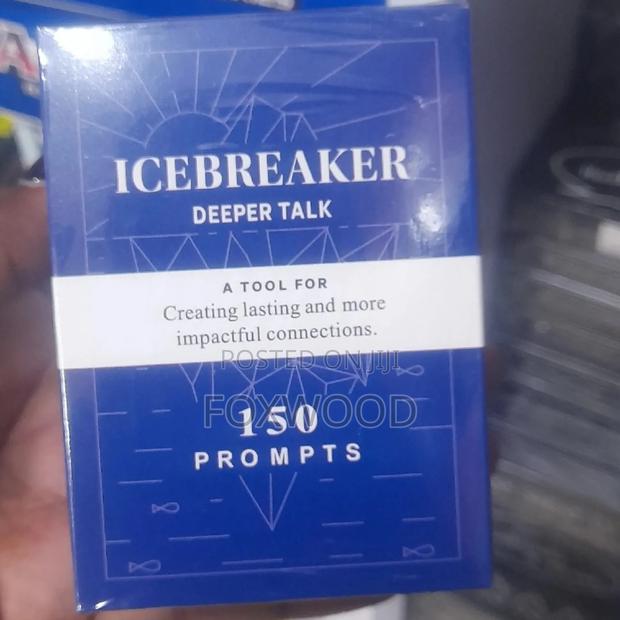 ICEBREAKER
DEEPER TALK
A TOOL FOR
Creating lasting and more
impactful connections.
POSTED ON JIJI
FOXWOOD
150
PROMPTS